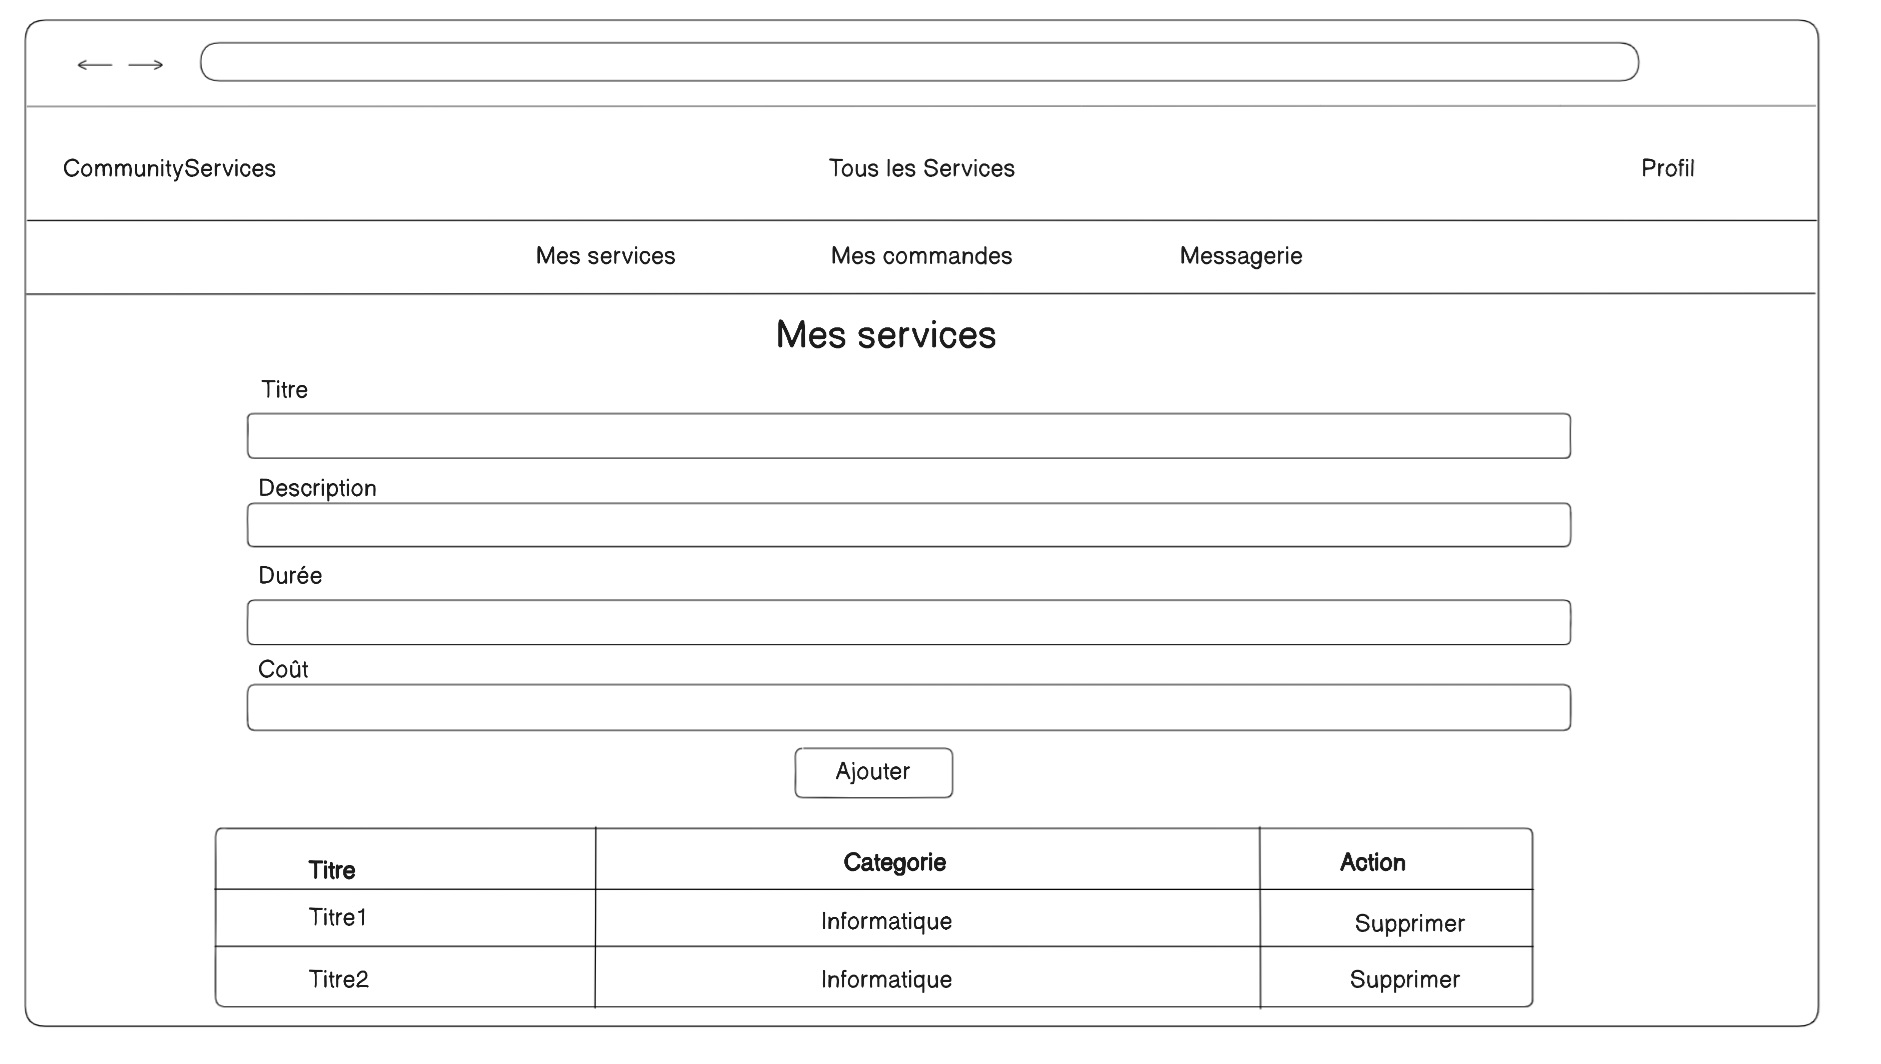 CommunityServices Tous les Services Profil
Mes services Mes commandes Messagerie
Mes services
Titre
Description
Durée
Coût
Ajouter
Titre Categorie Action
Titre1 Informatique Supprimer
Titre2 Informatique Supprimer